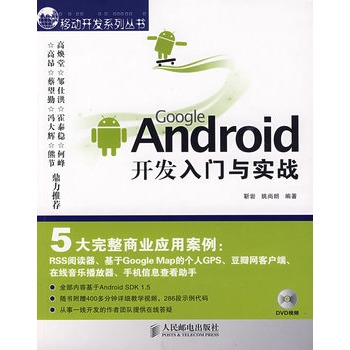 移动开发系列丛书
高焕堂 邹仕洪 霍泰稳 何峰
高昂 蔡望勤 冯大辉 熊节 鼎力推荐
Google
Android
开发入门与实战
靳岩 姚尚朗 编著
5大完整商业应用案例：
RSS阅读器、基于Google Map的个人GPS、豆瓣网客户端、
在线音乐播放器、手机信息查看助手
全部内容基于Android SDK 1.5
随书附赠400多分钟详细教学视频，286段示例代码
从事一线开发的作者团队提供在线答疑
DVD视频
人民邮电出版社
POSTS & TELECOM PRESS